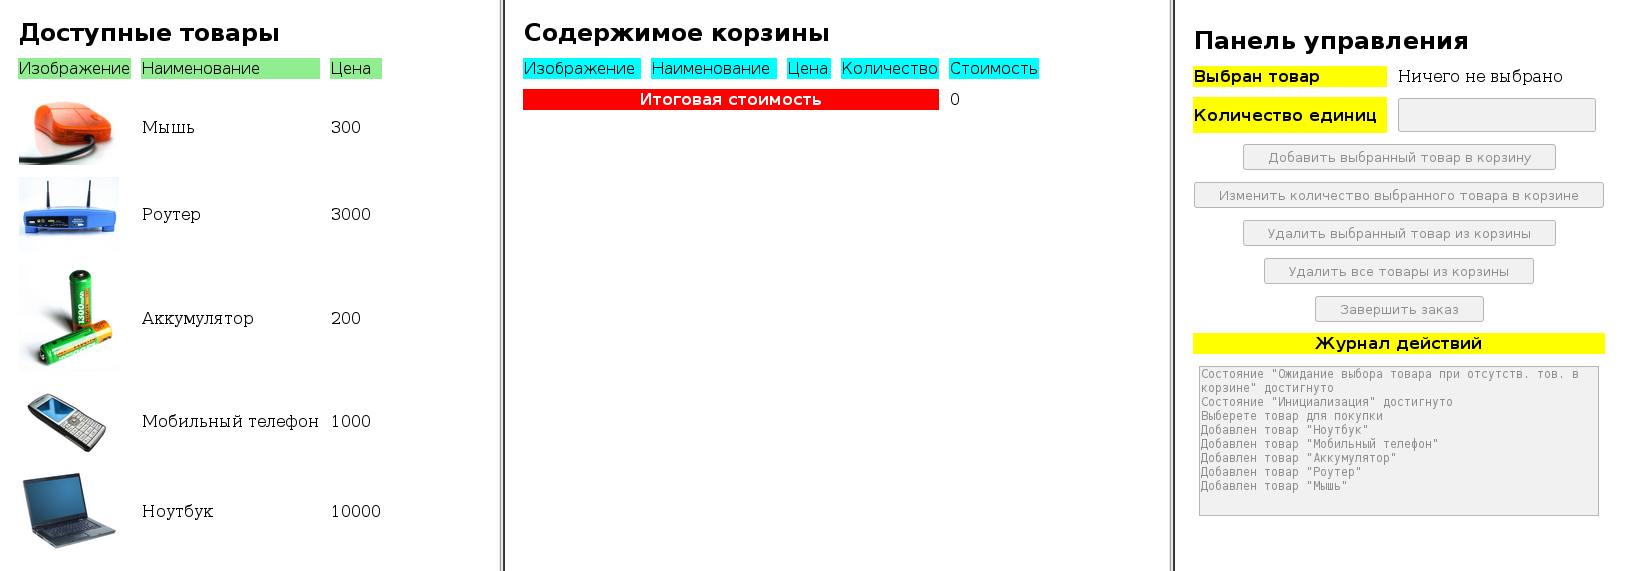 Доступные товары
Изображение Наименование Цена
Мышь 300
Роутер 3000
Аккумулятор 200
Мобильный телефон 1000
Ноутбук 10000
Содержимое корзины
Изображение Наименование Цена Количество Стоимость
Итоговая стоимость 0
Панель управления
Выбран товар Ничего не выбрано
Количество единиц
Добавить выбранный товар в корзину
Изменить количество выбранного товара в корзине
Удалить выбранный товар из корзины
Удалить все товары из корзины
Завершить заказ
Журнал действий
Состояние "Ожидание выбора товара при отсутств. тов. в
корзине" достигнуто
Состояние "Инициализация" достигнуто
Выберете товар для покупки
Добавлен товар "Ноутбук"
Добавлен товар "Мобильный телефон"
Добавлен товар "Аккумулятор"
Добавлен товар "Роутер"
Добавлен товар "Мышь"